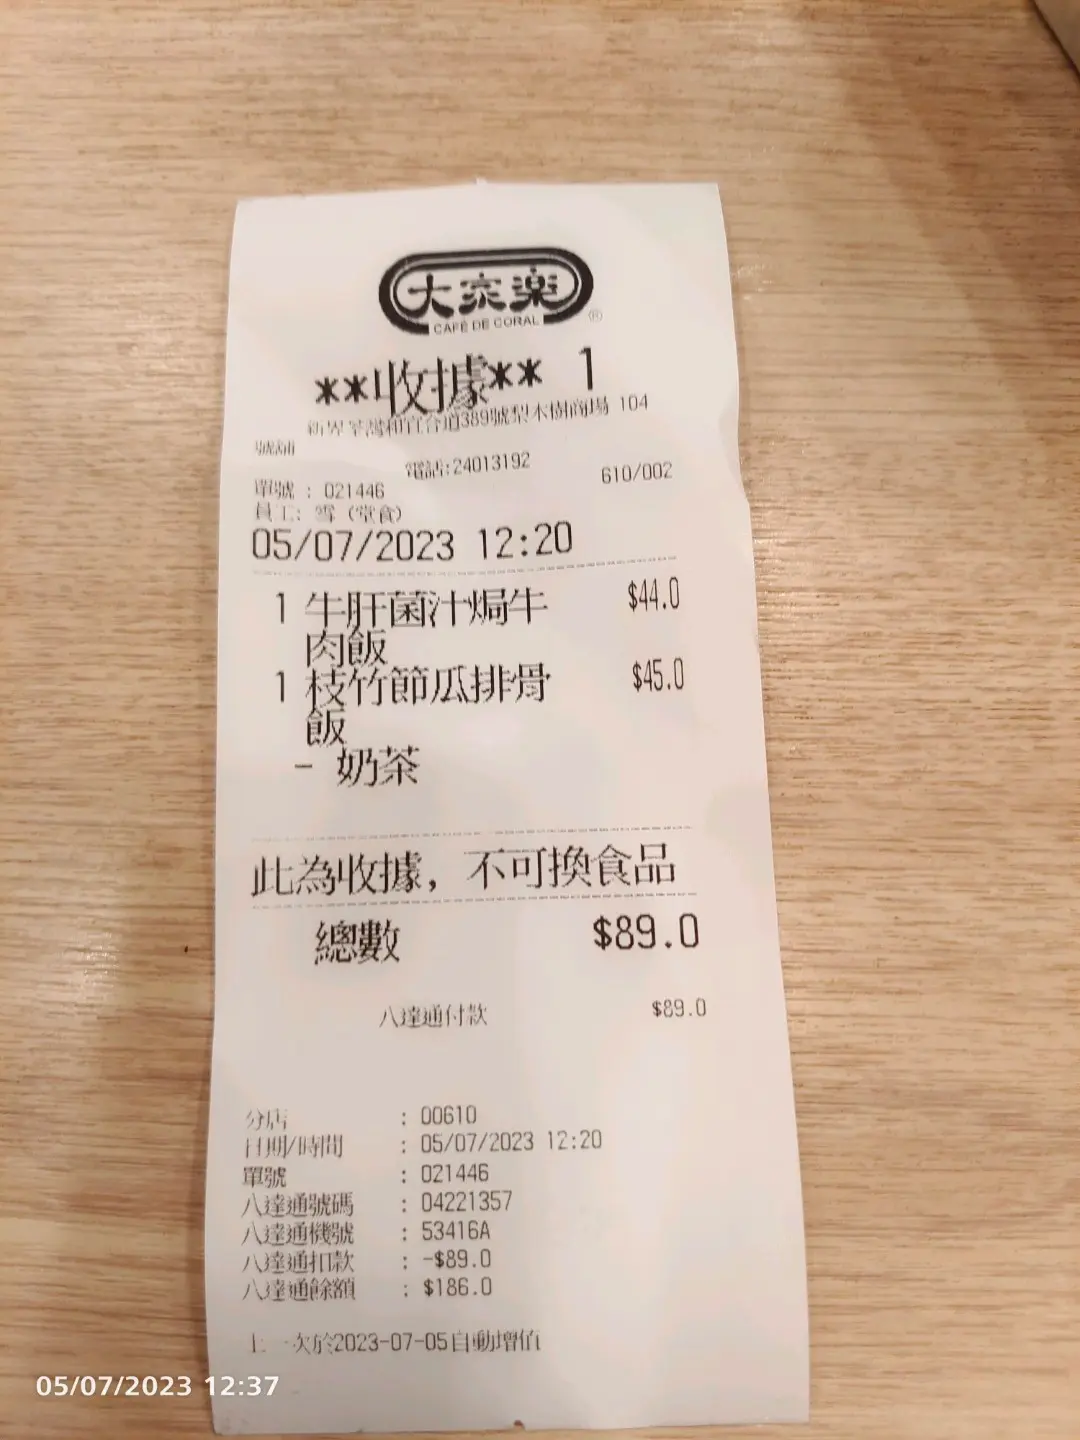 大家樂
CAFÉ DE CORAL ®
**收據** 1
新界荃灣和宜合道389號梨木樹商場 104
號舖
電話:24013192
610/002
單號 : 021446
員工: 雪 (堂食)
05/07/2023 12:20
1 牛肝菌汁焗牛 $44.0
肉飯
1 枝竹節瓜排骨 $45.0
飯
- 奶茶
此為收據，不可換食品
總數 $89.0
八達通付款 $89.0
分店 : 00610
日期/時間 : 05/07/2023 12:20
單號 : 021446
八達通號碼 : 04221357
八達通機號 : 53416A
八達通扣款 : -$89.0
八達通餘額 : $186.0
上一次於2023-07-05自動增值
05/07/2023 12:37